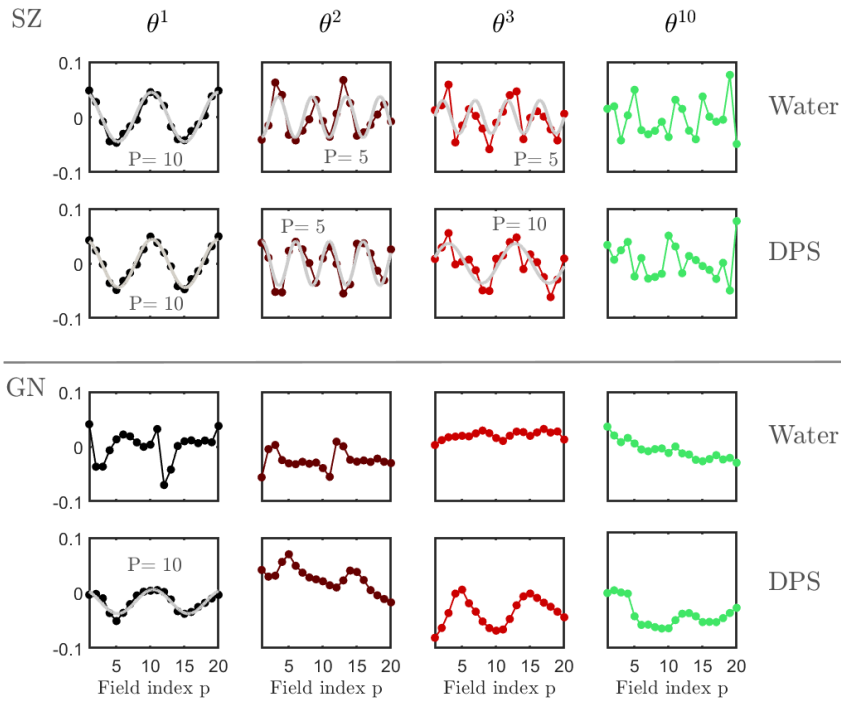 SZ
θ¹ θ² θ³ θ¹⁰
0.1
0
-0.1
P= 10
P= 5
P= 5
Water
0.1
0
-0.1
P= 10
P= 5
P= 10
DPS
GN
0.1
0
-0.1
Water
0.1
0
-0.1
P= 10
DPS
5 10 15 20 5 10 15 20 5 10 15 20 5 10 15 20
Field index p Field index p Field index p Field index p